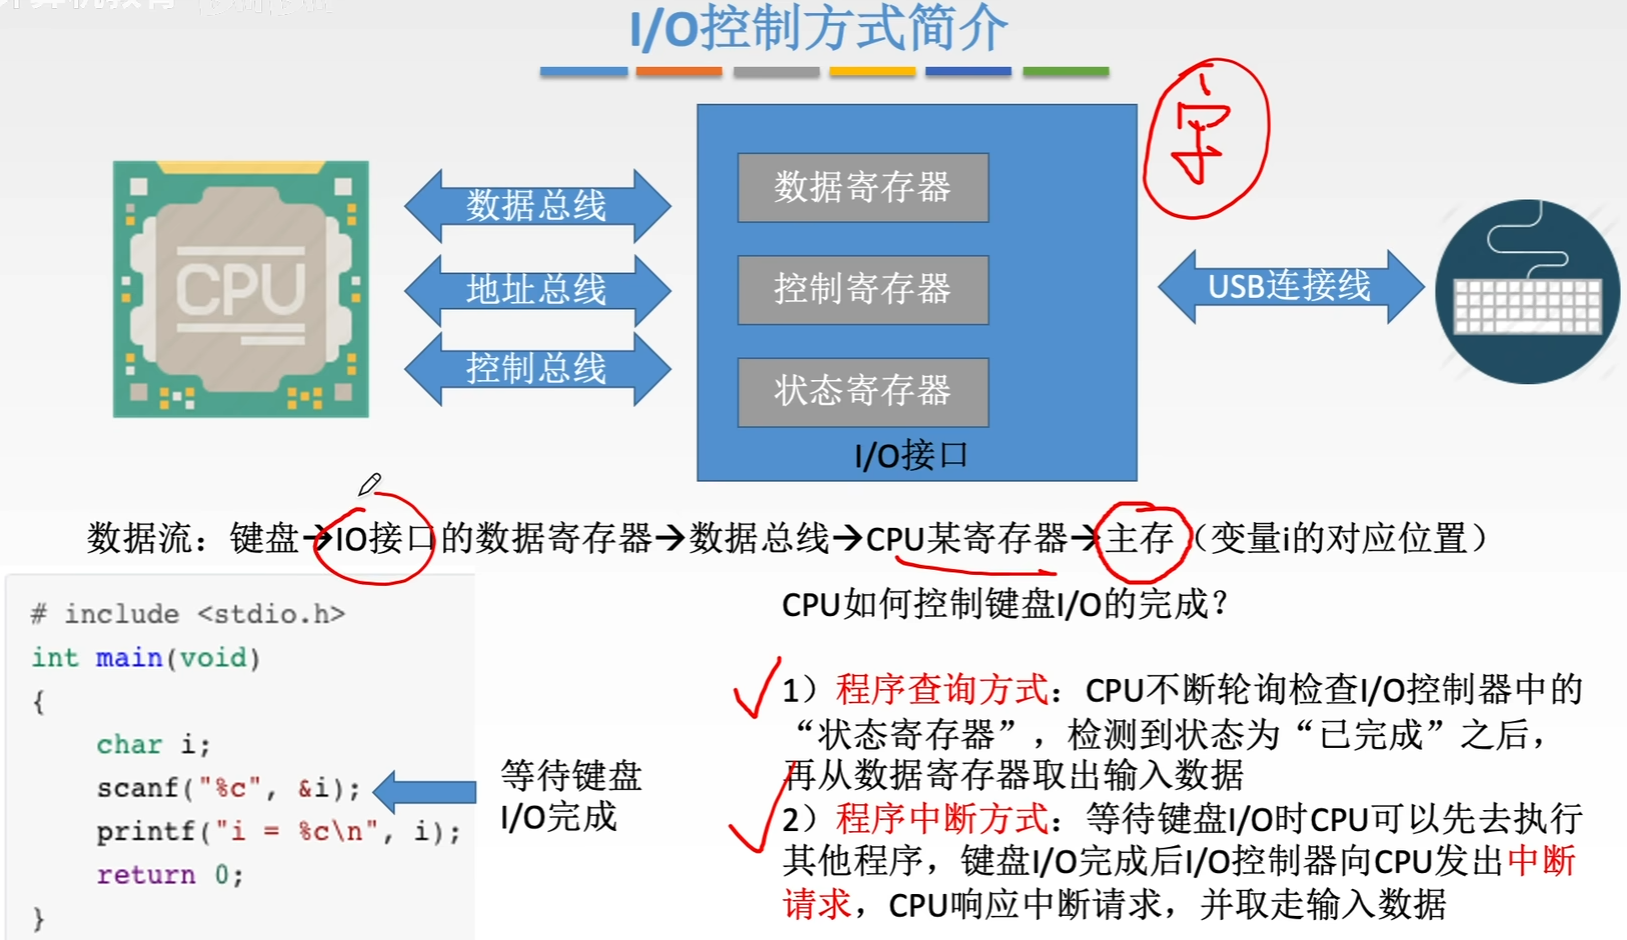 I/O控制方式简介
字
数据总线
地址总线
控制总线
CPU
数据寄存器
控制寄存器
状态寄存器
I/O接口
USB连接线
数据流：键盘→IO接口的数据寄存器→数据总线→CPU某寄存器→主存（变量i的对应位置）
# include <stdio.h>
int main(void)
{
char i;
scanf("%c", &i);
printf("i = %c\n", i);
return 0;
}
等待键盘
I/O完成
CPU如何控制键盘I/O的完成？
1）程序查询方式：CPU不断轮询检查I/O控制器中的
“状态寄存器”，检测到状态为“已完成”之后，
再从数据寄存器取出输入数据
2）程序中断方式：等待键盘I/O时CPU可以先去执行
其他程序，键盘I/O完成后I/O控制器向CPU发出中断
请求，CPU响应中断请求，并取走输入数据